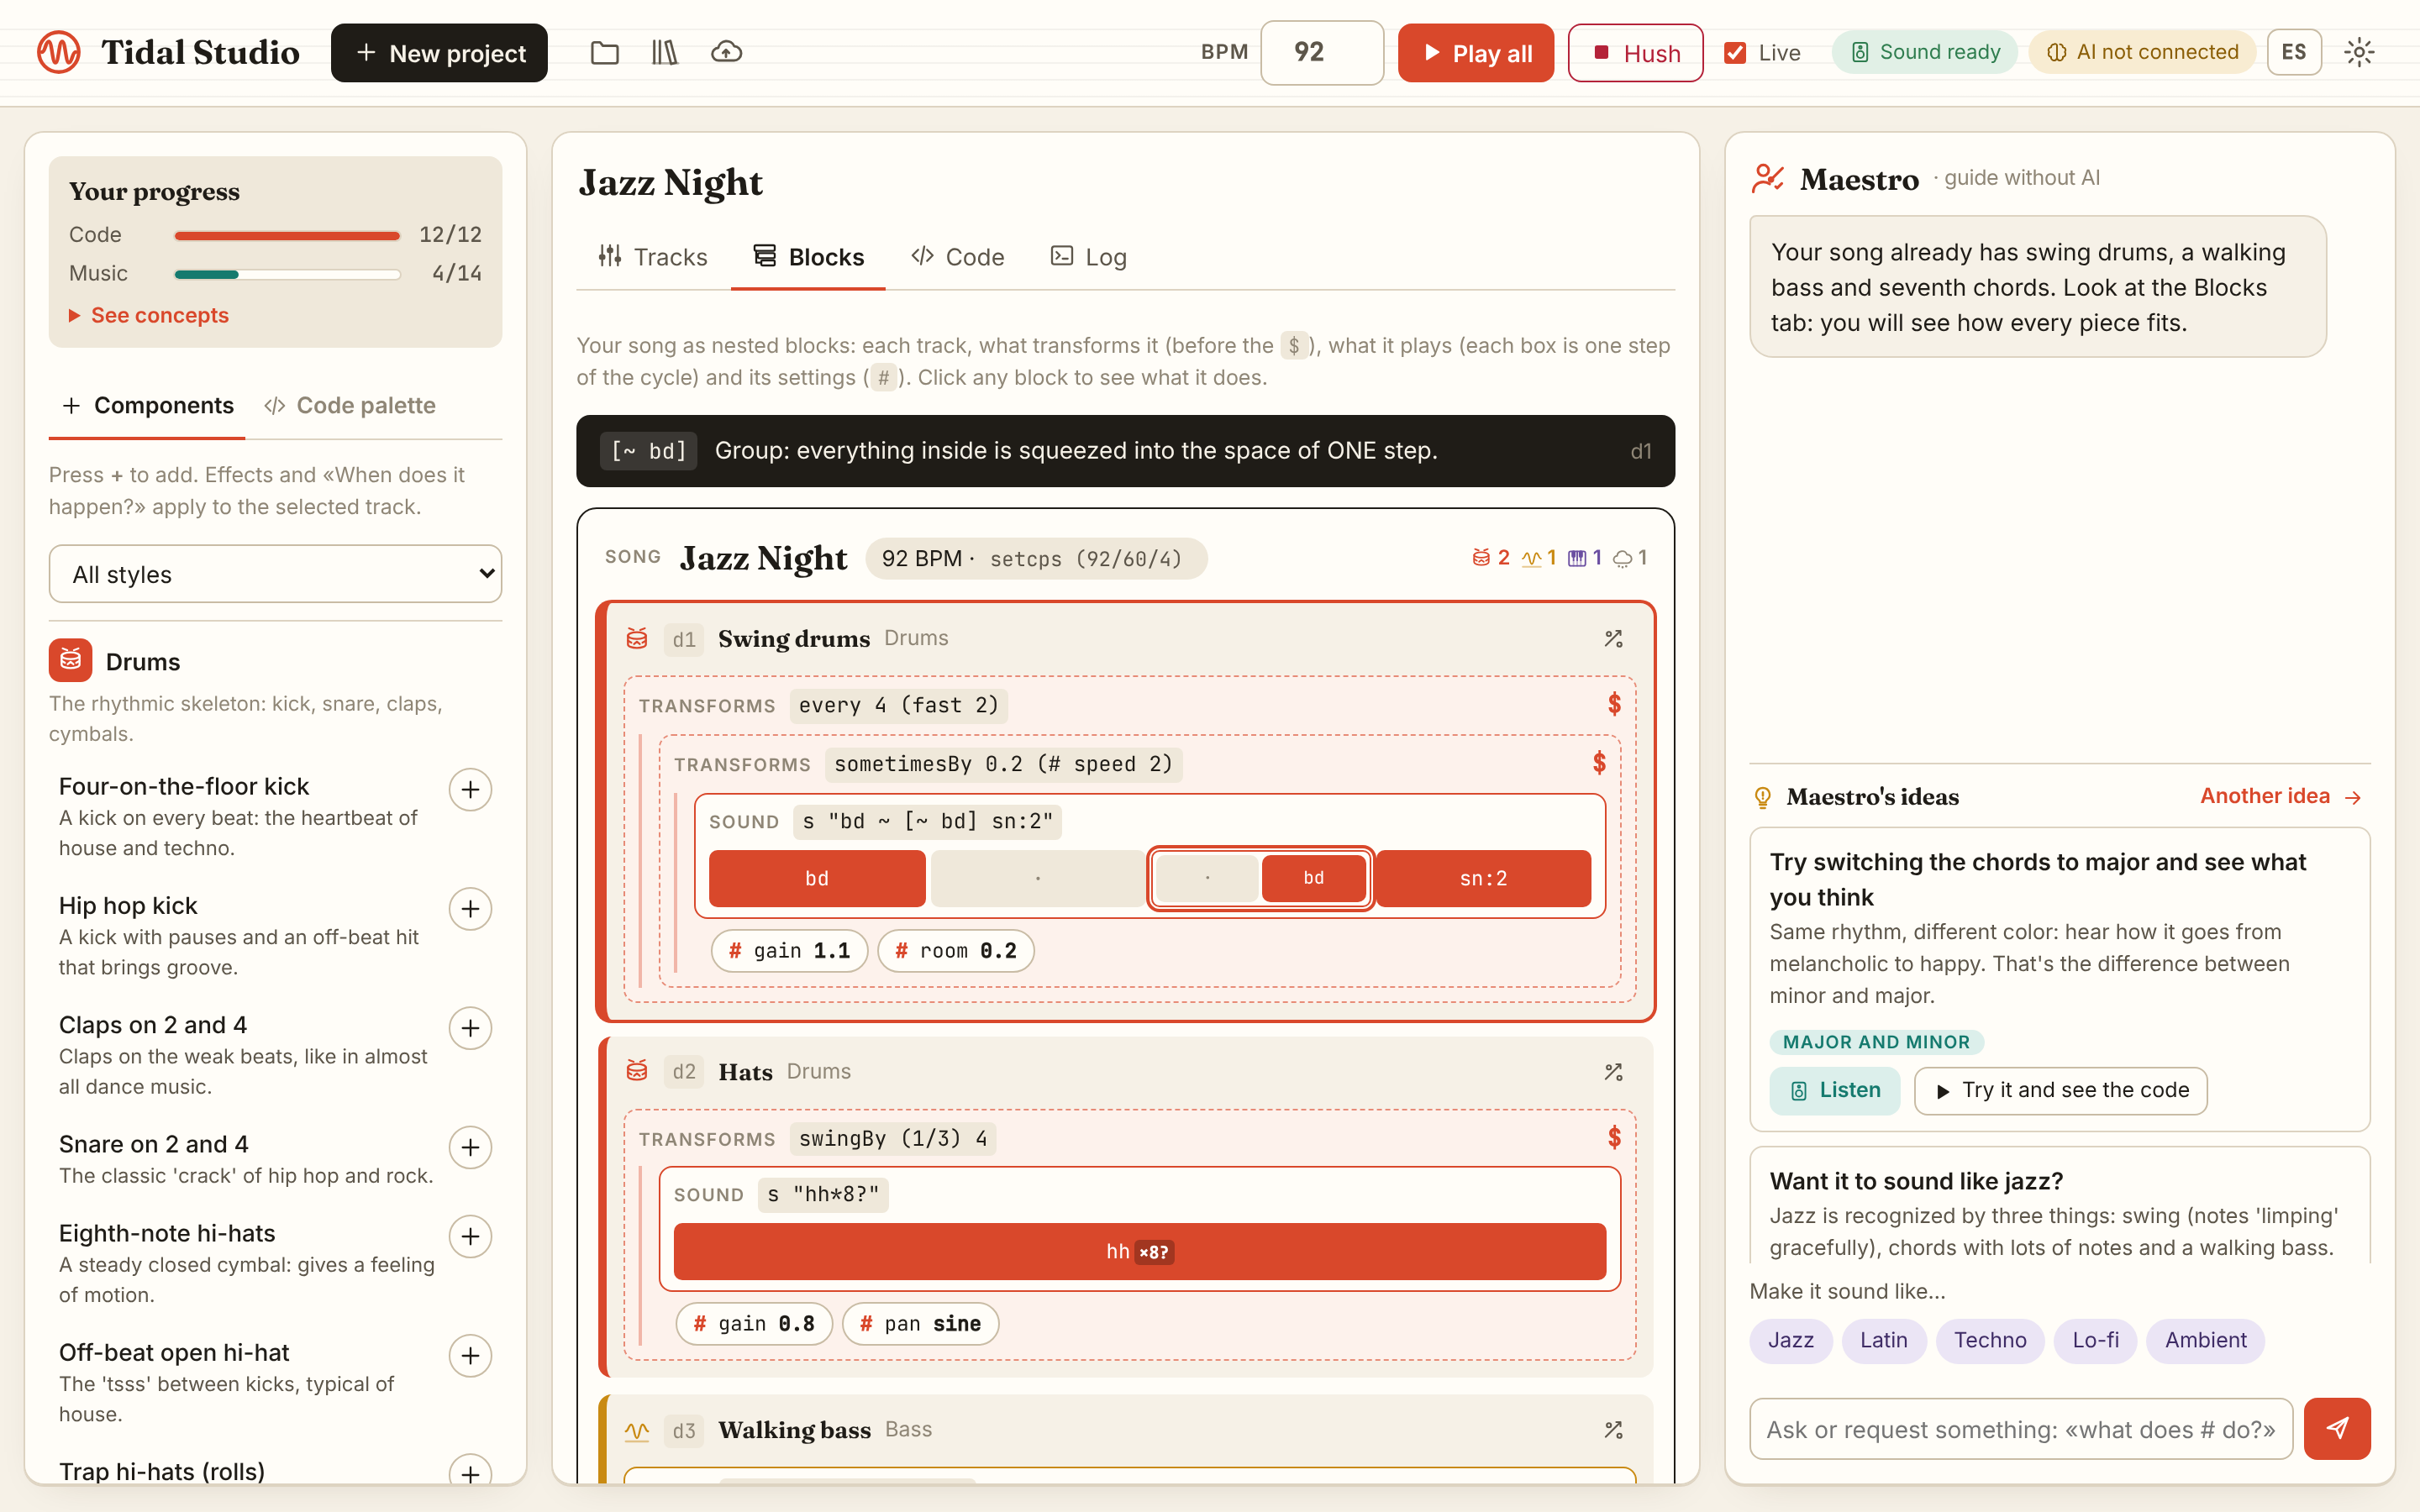 Tidal Studio
+ New project
BPM
92
Play all
Hush
Live
Sound ready
AI not connected
ES
Your progress
Code 12/12
Music 4/14
See concepts
+ Components
</> Code palette
Press + to add. Effects and «When does it
happen?» apply to the selected track.
All styles
Drums
The rhythmic skeleton: kick, snare, claps,
cymbals.
Four-on-the-floor kick
A kick on every beat: the heartbeat of
house and techno.
Hip hop kick
A kick with pauses and an off-beat hit
that brings groove.
Claps on 2 and 4
Claps on the weak beats, like in almost
all dance music.
Snare on 2 and 4
The classic 'crack' of hip hop and rock.
Eighth-note hi-hats
A steady closed cymbal: gives a feeling
of motion.
Off-beat open hi-hat
The 'tsss' between kicks, typical of
house.
Trap hi-hats (rolls)
Jazz Night
Tracks
Blocks
</> Code
Log
Your song as nested blocks: each track, what transforms it (before the $), what it plays (each box is one step
of the cycle) and its settings (#). Click any block to see what it does.
[~ bd] Group: everything inside is squeezed into the space of ONE step. d1
SONG Jazz Night 92 BPM · setcps (92/60/4) 2 1 1 1
d1 Swing drums Drums
TRANSFORMS every 4 (fast 2) $
TRANSFORMS sometimesBy 0.2 (# speed 2) $
SOUND s "bd ~ [~ bd] sn:2"
bd · · bd sn:2
# gain 1.1 # room 0.2
d2 Hats Drums
TRANSFORMS swingBy (1/3) 4 $
SOUND s "hh*8?"
hh ×8?
# gain 0.8 # pan sine
d3 Walking bass Bass
Maestro · guide without AI
Your song already has swing drums, a walking
bass and seventh chords. Look at the Blocks
tab: you will see how every piece fits.
Maestro's ideas
Another idea →
Try switching the chords to major and see what
you think
Same rhythm, different color: hear how it goes from
melancholic to happy. That's the difference between
minor and major.
MAJOR AND MINOR
Listen
Try it and see the code
Want it to sound like jazz?
Jazz is recognized by three things: swing (notes 'limping'
gracefully), chords with lots of notes and a walking bass.
Make it sound like...
Jazz
Latin
Techno
Lo-fi
Ambient
Ask or request something: «what does # do?»